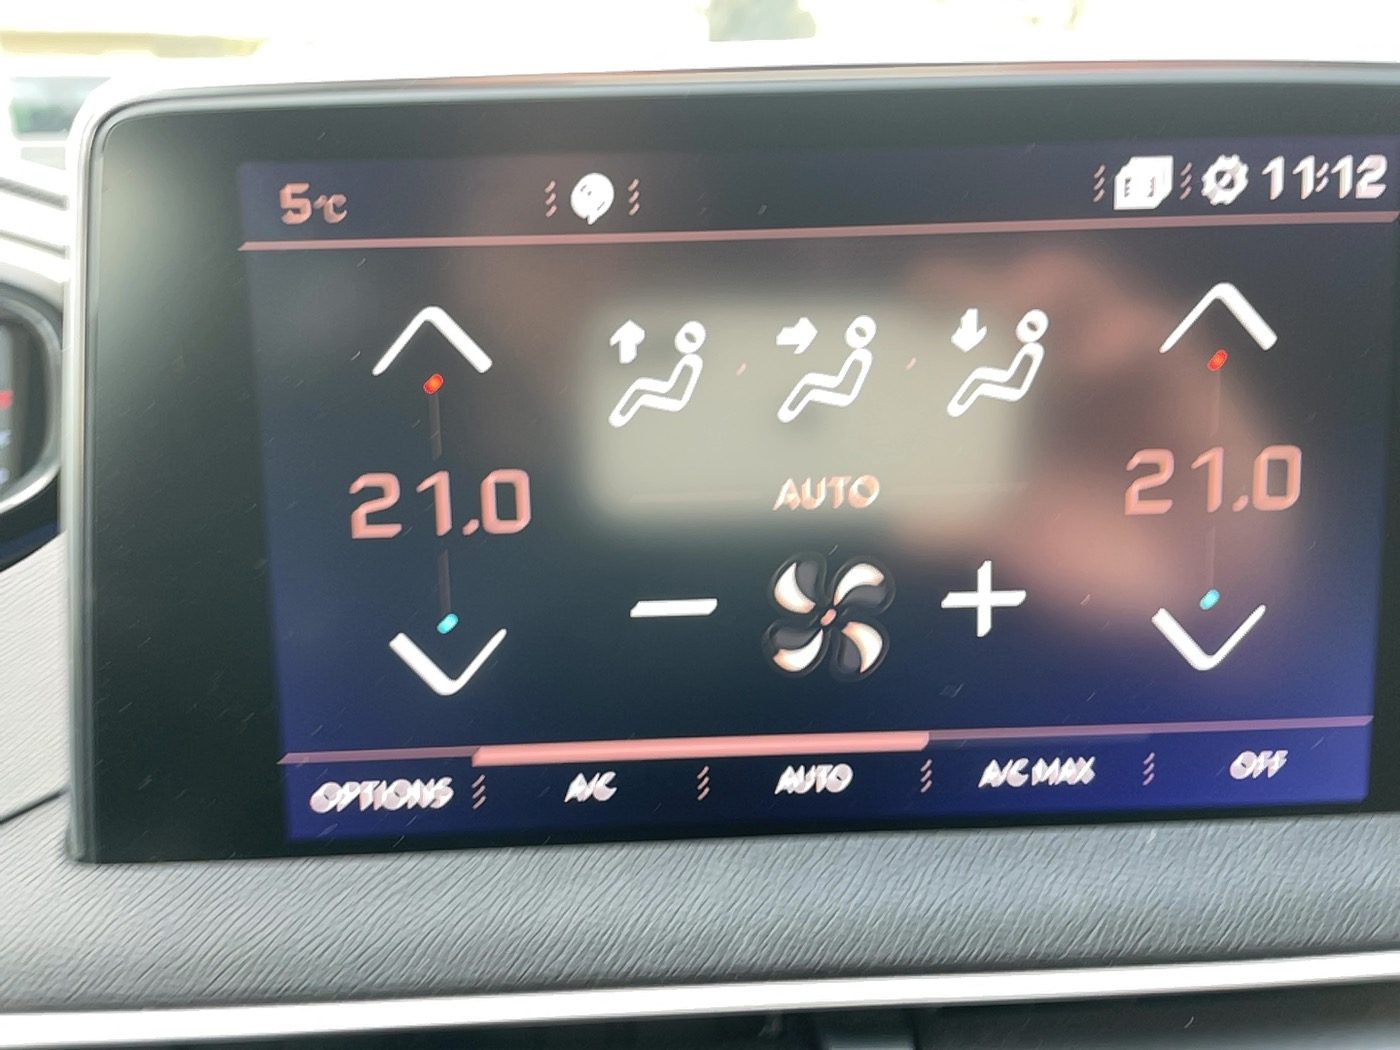 5°C 11:12
21.0 AUTO 21.0
OPTIONS A/C AUTO A/C MAX OFF